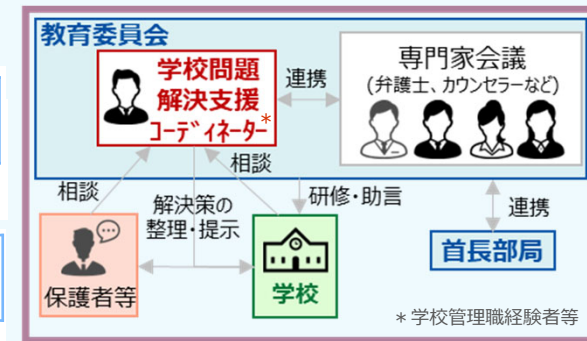 教育委員会
学校問題
解決支援
コーディネーター*
連携
専門家会議
(弁護士、カウンセラーなど)
相談
相談
解決策の
整理・提示
研修・助言
連携
保護者等
学校
首長部局
*学校管理職経験者等